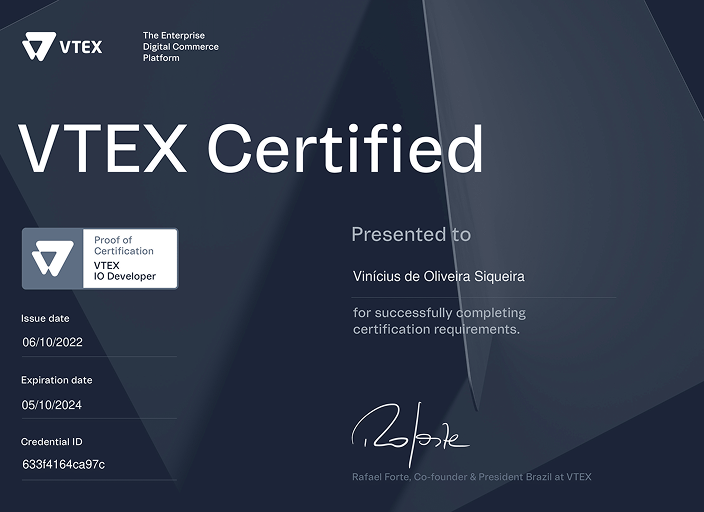 VTEX
The Enterprise
Digital Commerce
Platform
VTEX Certified
Proof of
Certification
VTEX
IO Developer
Issue date
06/10/2022
Expiration date
05/10/2024
Credential ID
633f4164ca97c
Presented to
Vinícius de Oliveira Siqueira
for successfully completing
certification requirements.
Rafael Forte, Co-founder & President Brazil at VTEX